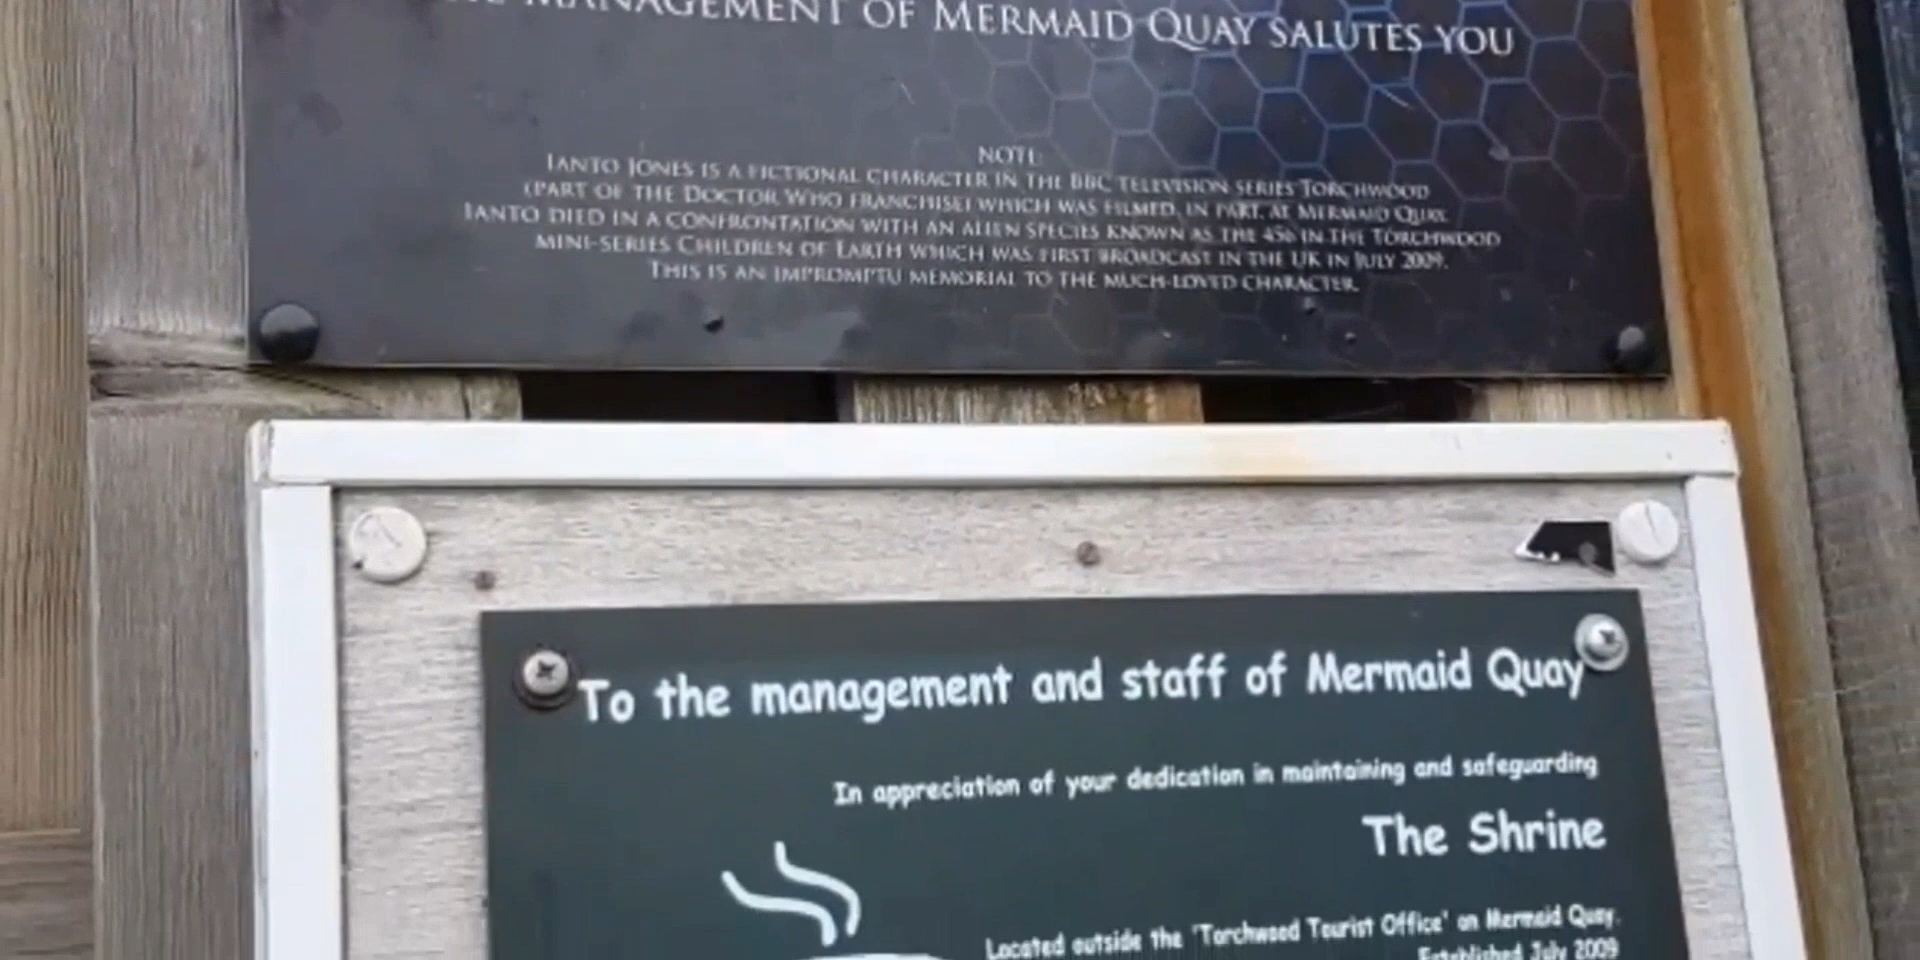 MANAGEMENT OF MERMAID QUAY SALUTES YOU
NOTE:
IANTO JONES IS A FICTIONAL CHARACTER IN THE BBC TELEVISION SERIES TORCHWOOD
(PART OF THE DOCTOR WHO FRANCHISE) WHICH WAS FILMED, IN PART, AT MERMAID QUAY.
IANTO DIED IN A CONFRONTATION WITH AN ALIEN SPECIES KNOWN AS THE 456 IN THE TORCHWOOD
MINI-SERIES CHILDREN OF EARTH WHICH WAS FIRST BROADCAST IN THE UK IN JULY 2009.
THIS IS AN IMPROMPTU MEMORIAL TO THE MUCH-LOVED CHARACTER.
To the management and staff of Mermaid Quay
In appreciation of your dedication in maintaining and safeguarding
The Shrine
Located outside the 'Torchwood Tourist Office' on Mermaid Quay.
Established July 2009